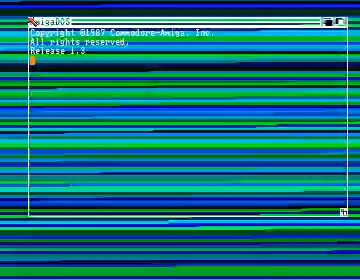 AmigaDOS
Copyright ©1987 Commodore-Amiga, Inc.
All rights reserved.
Release 1.3